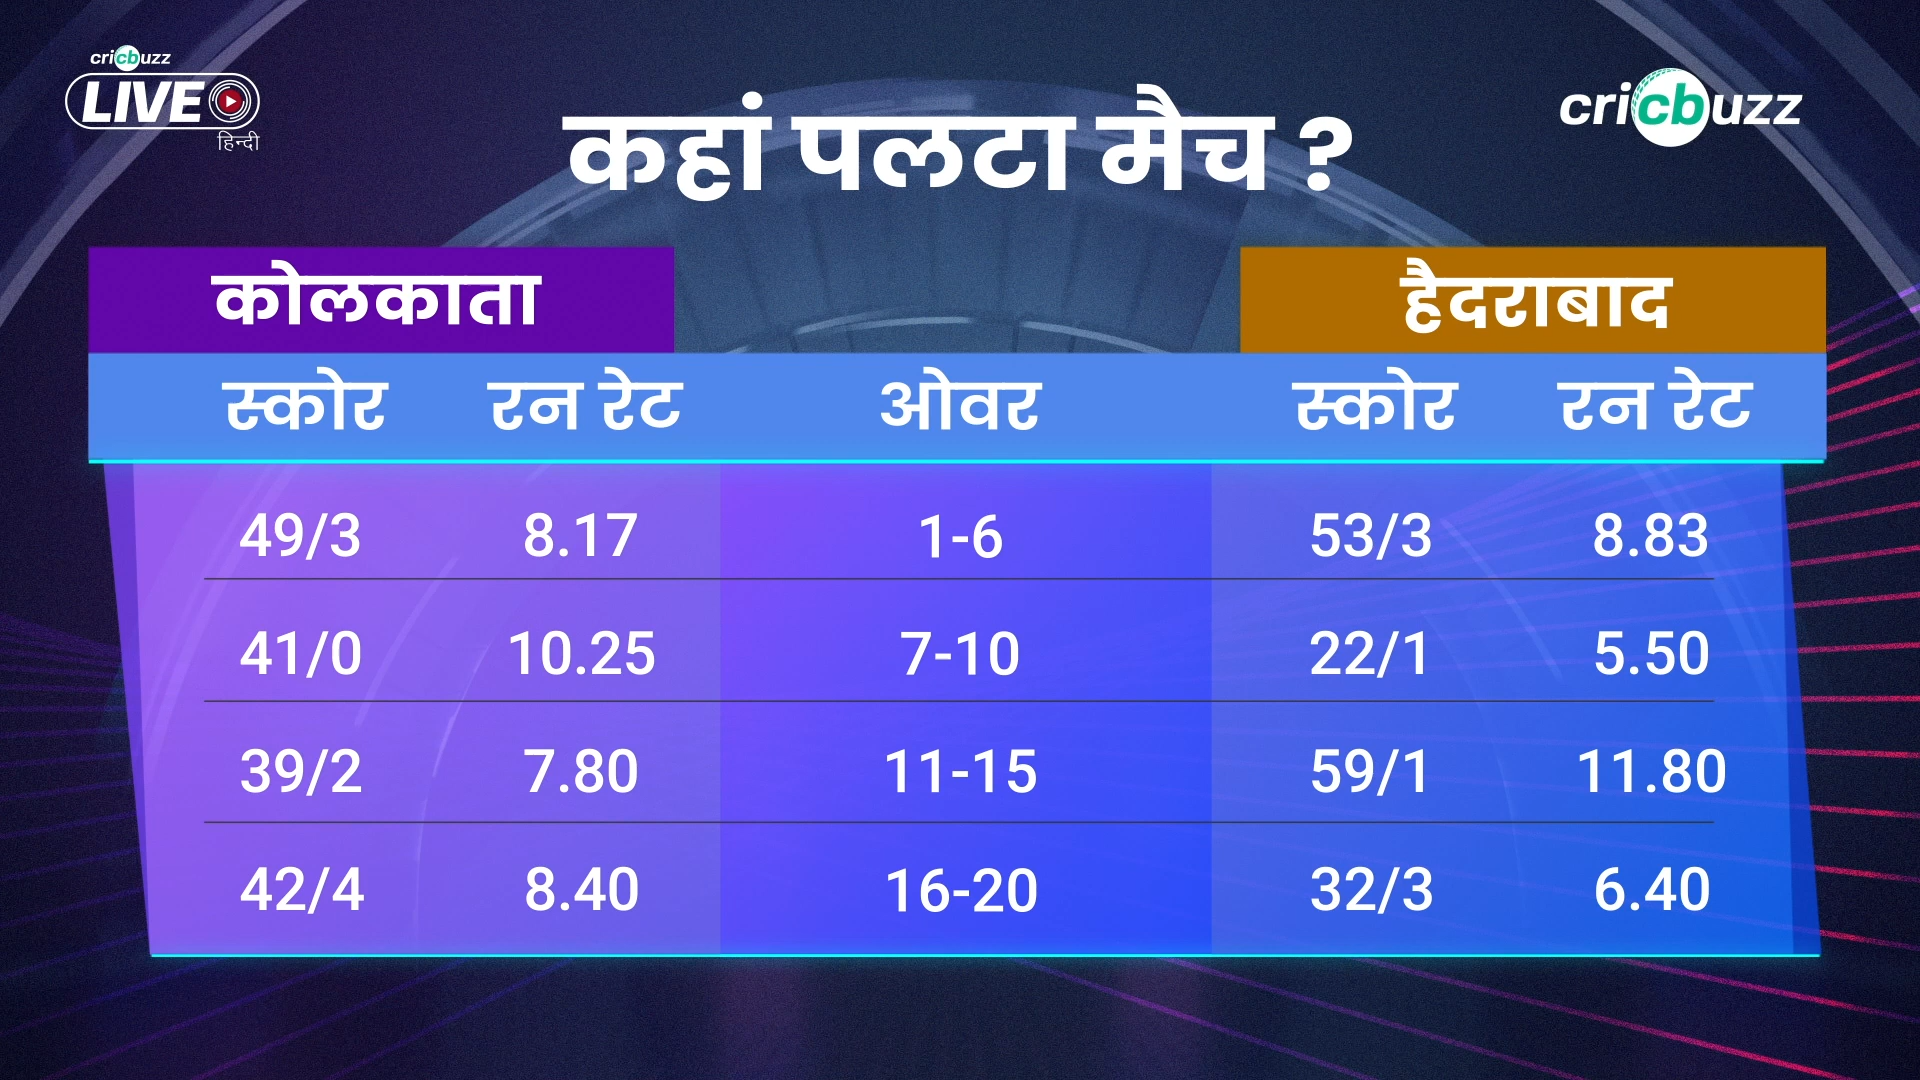 cricbuzz
LIVE
हिन्दी
कहां पलटा मैच ?
cricbuzz
कोलकाता हैदराबाद
स्कोर रन रेट ओवर स्कोर रन रेट
49/3 8.17 1-6 53/3 8.83
41/0 10.25 7-10 22/1 5.50
39/2 7.80 11-15 59/1 11.80
42/4 8.40 16-20 32/3 6.40